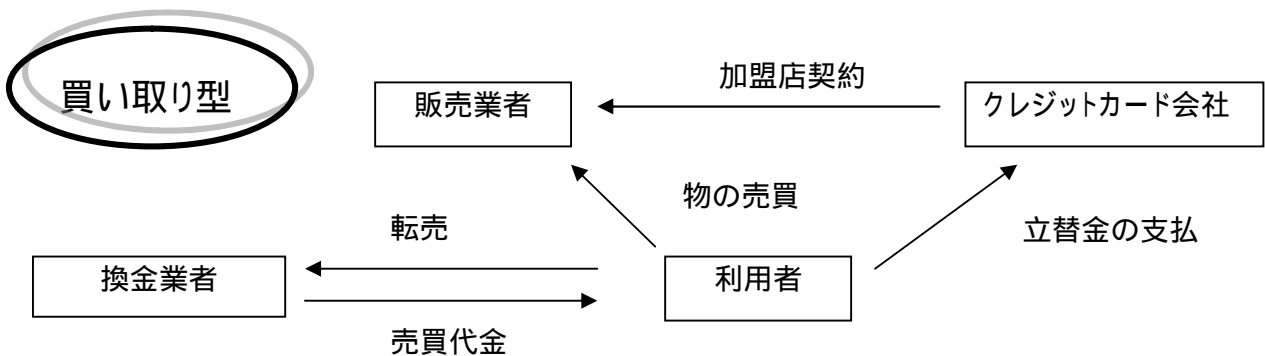 買い取り型
販売業者
加盟店契約
クレジットカード会社
物の売買
立替金の支払
転売
換金業者
利用者
売買代金